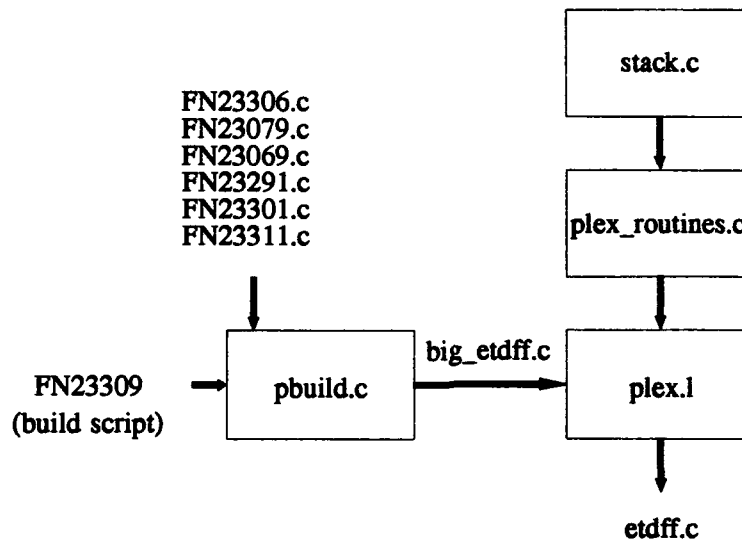 stack.c
FN23306.c
FN23079.c
FN23069.c
FN23291.c
FN23301.c
FN23311.c
plex_routines.c
FN23309
(build script)
pbuild.c
big_etdff.c
plex.l
etdff.c